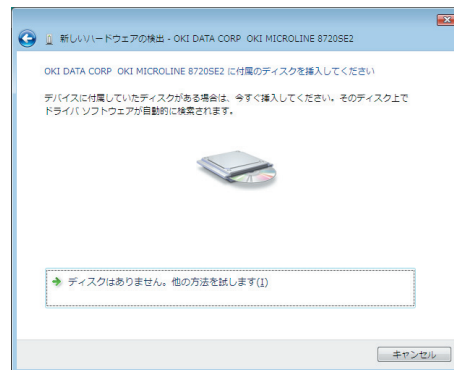 新しいハードウェアの検出 - OKI DATA CORP OKI MICROLINE 8720SE2
OKI DATA CORP OKI MICROLINE 8720SE2 に付属のディスクを挿入してください
デバイスに付属していたディスクがある場合は、今すぐ挿入してください。そのディスク上で
ドライバ ソフトウェアが自動的に検索されます。
ディスクはありません。他の方法を試します(I)
キャンセル